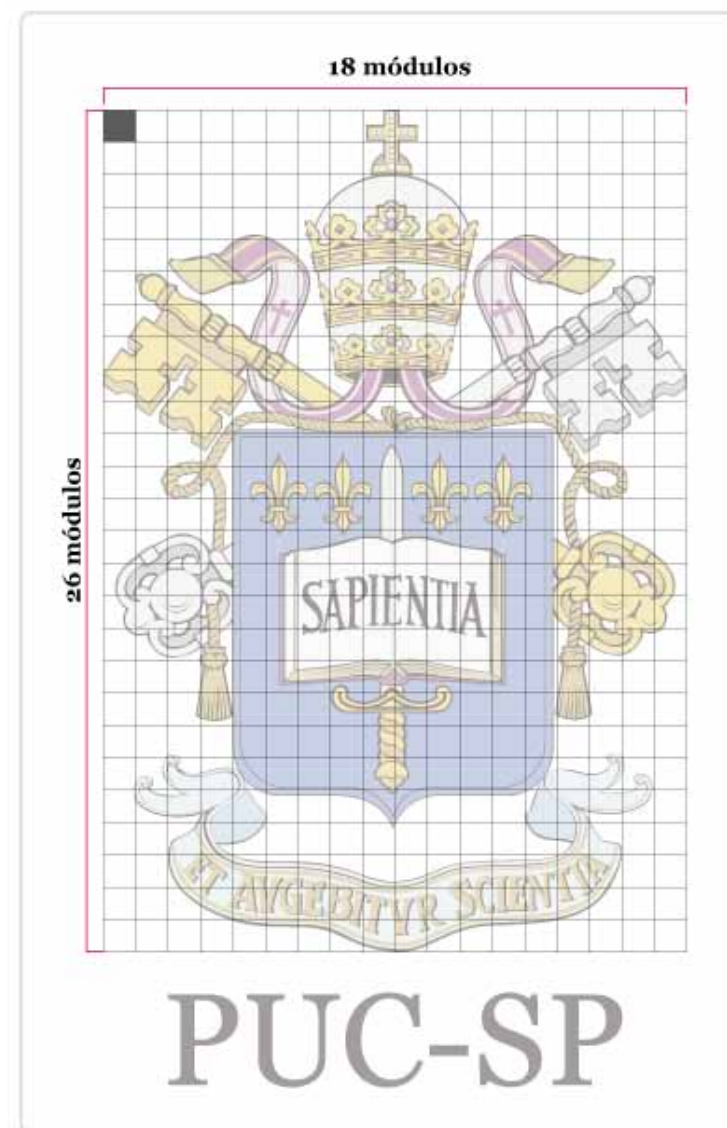 18 módulos
26 módulos
SAPIENTIA
ET AVGEBITVR SCIENTIA
PUC-SP